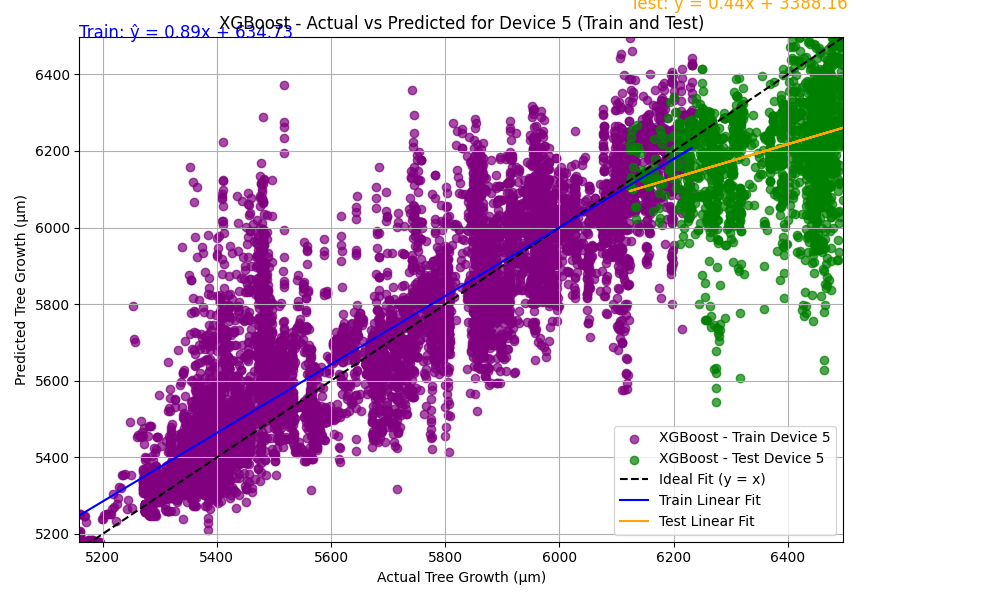 Test: ŷ = 0.44x + 3388.16
XGBoost - Actual vs Predicted for Device 5 (Train and Test)
Train: ŷ = 0.89x + 634.73
6400
6200
6000
5800
5600
5400
5200
Predicted Tree Growth (μm)
XGBoost - Train Device 5
XGBoost - Test Device 5
Ideal Fit (y = x)
Train Linear Fit
Test Linear Fit
5200 5400 5600 5800 6000 6200 6400
Actual Tree Growth (μm)